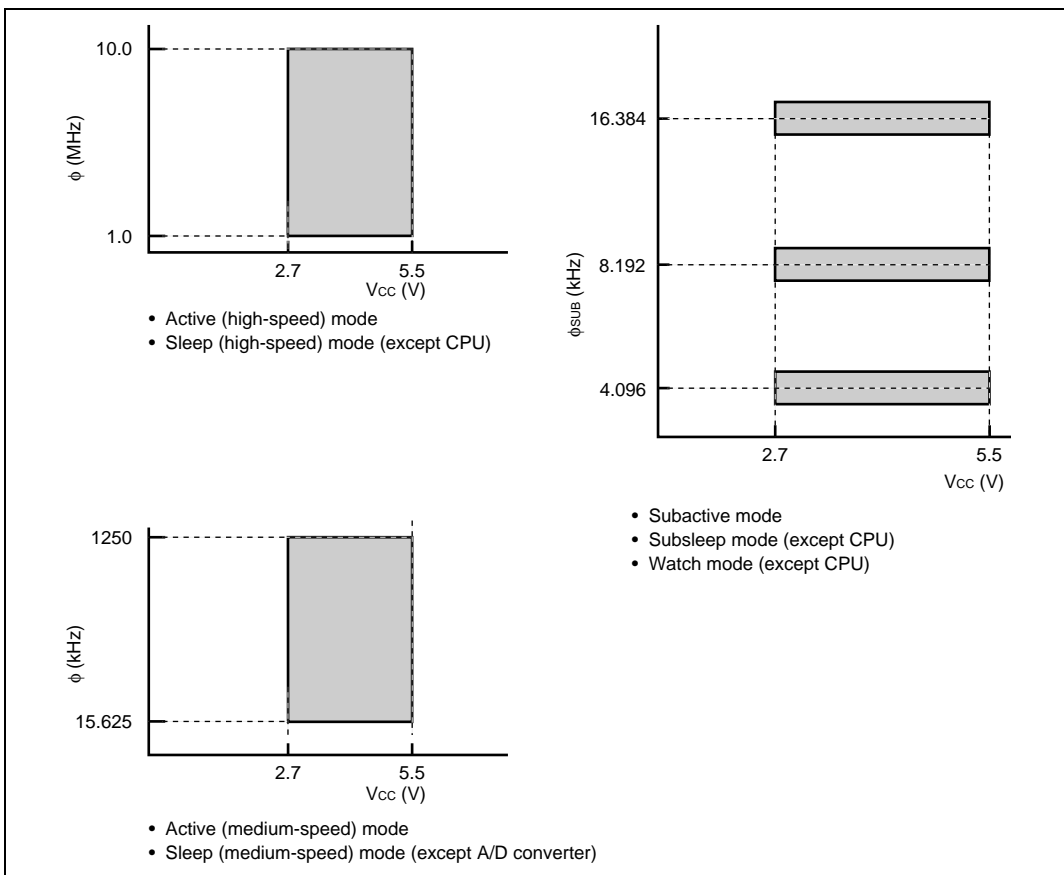 10.0
φ (MHz)
1.0
2.7
5.5
VCC (V)
• Active (high-speed) mode
• Sleep (high-speed) mode (except CPU)
16.384
φSUB (kHz)
8.192
4.096
2.7
5.5
VCC (V)
• Subactive mode
• Subsleep mode (except CPU)
• Watch mode (except CPU)
1250
φ (kHz)
15.625
2.7
5.5
VCC (V)
• Active (medium-speed) mode
• Sleep (medium-speed) mode (except A/D converter)